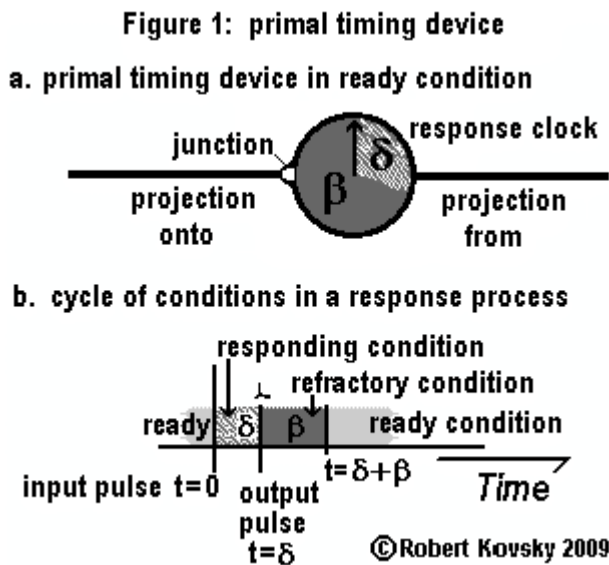 Figure 1: primal timing device
a. primal timing device in ready condition
junction
response clock
δ
β
projection
onto
projection
from
b. cycle of conditions in a response process
responding condition
refractory condition
ready
δ
β
ready condition
input pulse t=0
output
pulse
t=δ
t=δ+β
Time
©Robert Kovsky 2009